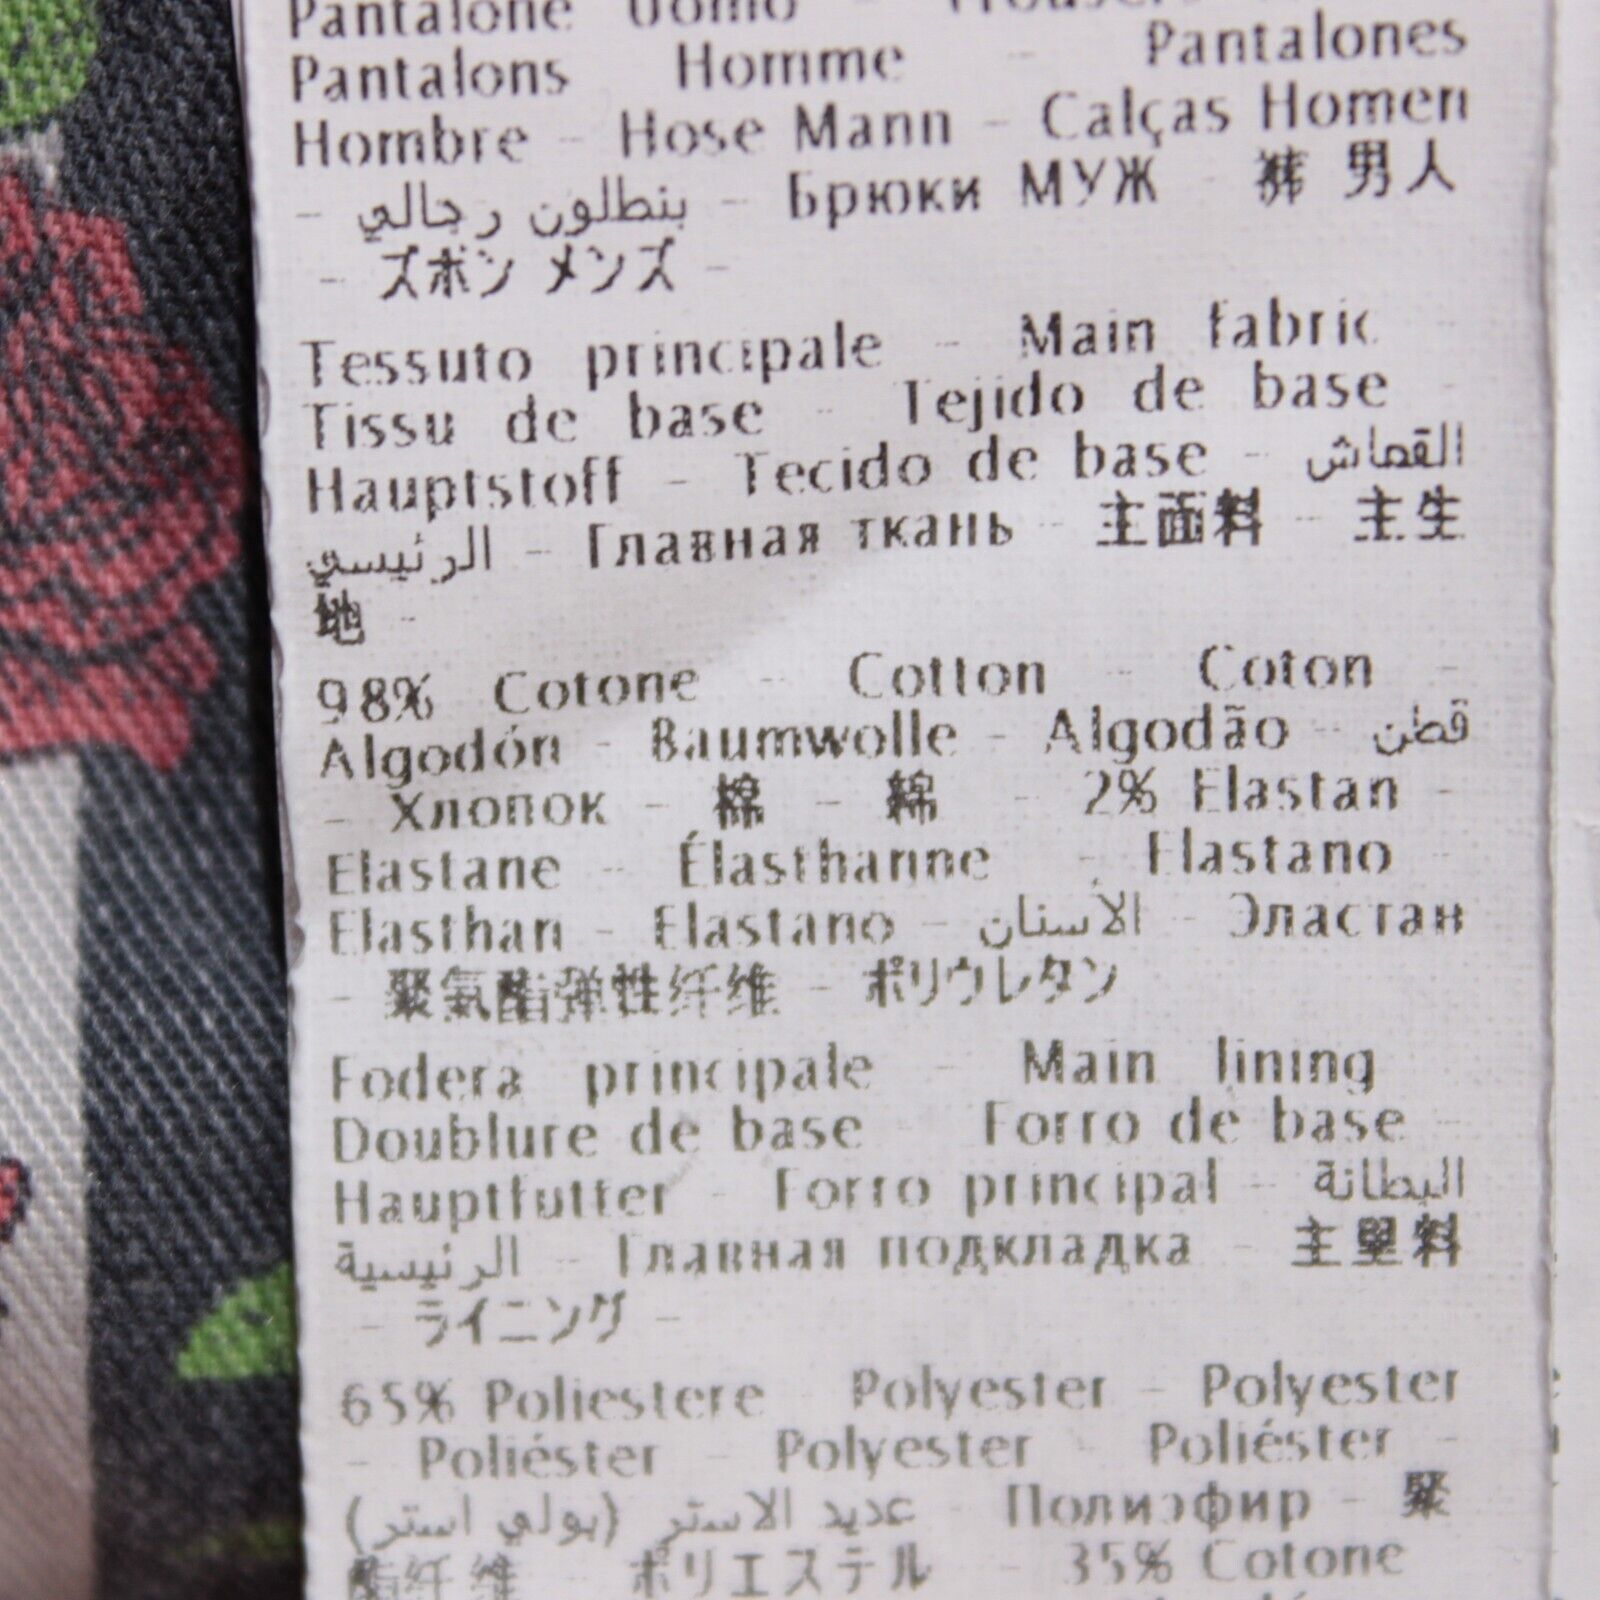 Pantalone Uomo -
Pantalons Homme - Pantalones
Hombre - Hose Mann - Calças Homem
- بنطلون رجالي - Брюки МУЖ - 裤 男人
- ズボン メンズ -
Tessuto principale - Main fabric
Tissu de base - Tejido de base -
Hauptstoff - Tecido de base - القماش
الرئيسي - Главная ткань - 主面料 - 主生
地 -
98% Cotone - Cotton - Coton -
Algodón - Baumwolle - Algodão - قطن
- Хлопок - 棉 - 綿 - 2% Elastan -
Elastane - Élasthanne - Elastano -
Elasthan - Elastano - الاستان - Эластан
- 聚氨酯弹性纤维 - ポリウレタン
Fodera principale - Main lining
Doublure de base - Forro de base -
Hauptfutter - Forro principal - البطانة
الرئيسية - Главная подкладка - 主里料
- ライニング -
65% Poliestere - Polyester - Polyester
- Poliéster - Polyester - Poliéster -
عديد الاستر (بولي استر) - Полиэфир - 聚
酯纤维 - ポリエステル - 35% Cotone